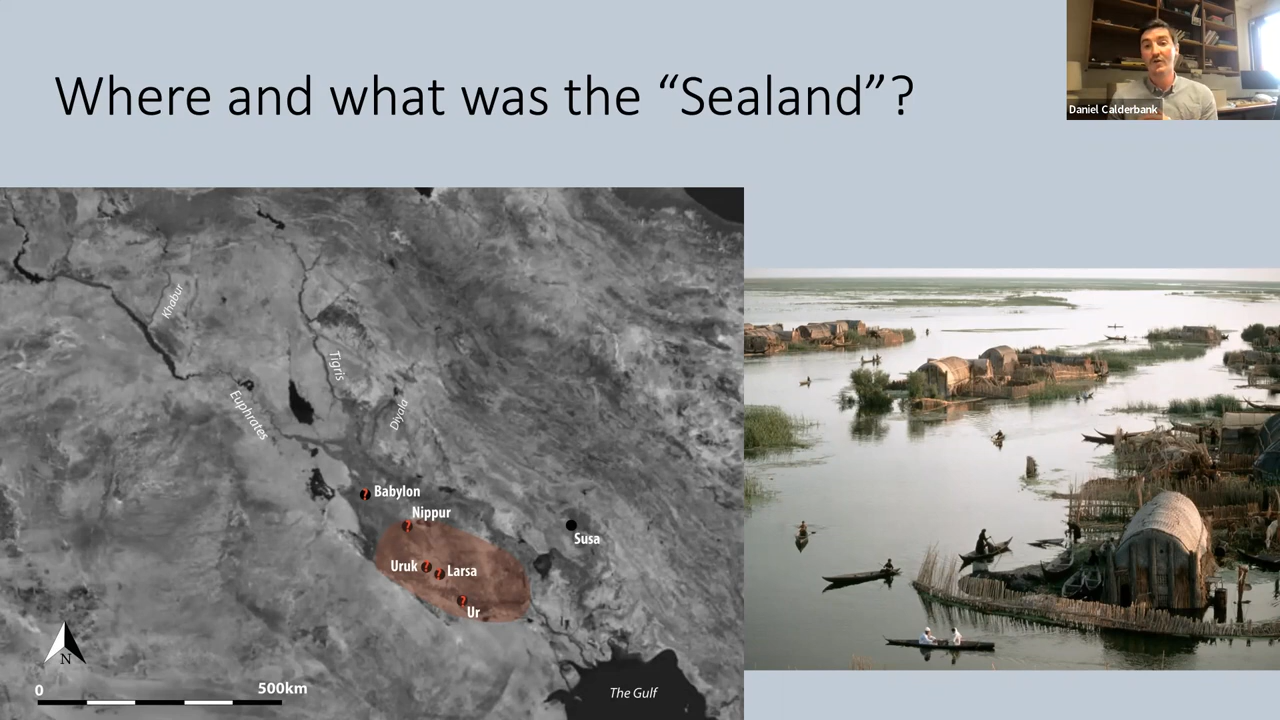 Where and what was the “Sealand”?
Daniel Calderbank
Khabur
Tigris
Euphrates
Diyala
? Babylon
Nippur
?
Susa
Uruk ?
? Larsa
?
Ur
N
0
500km
The Gulf